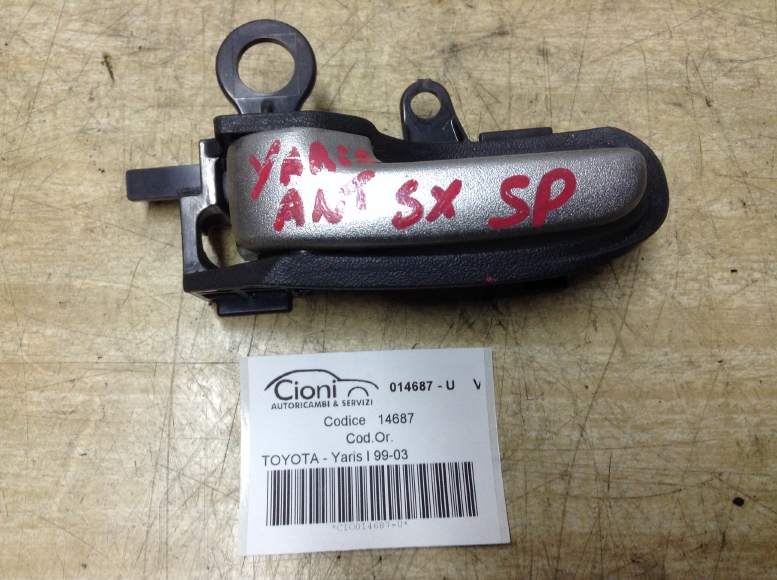 YARIS
ANT SX SP
Cioni
AUTORICAMBI & SERVIZI
014687 - U V
Codice 14687
Cod.Or.
TOYOTA - Yaris I 99-03
*CIO014687-U*